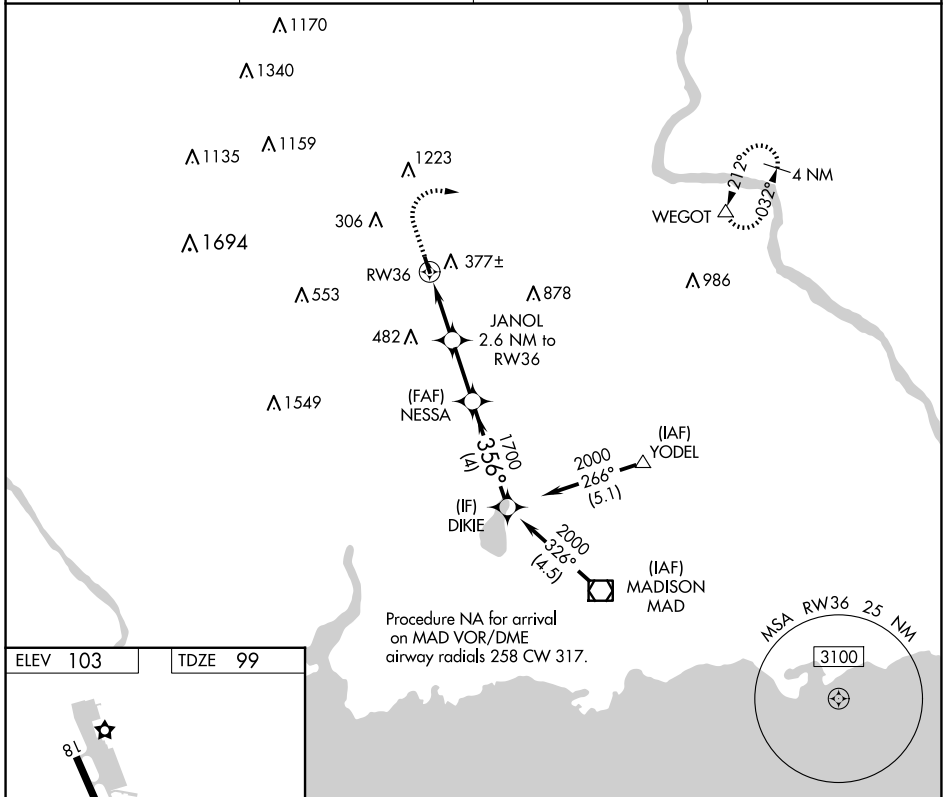 1170
1340
1135
1159
1223
212°
032°
4 NM
WEGOT
306
1694
RW36
377±
986
553
878
JANOL
2.6 NM to
RW36
482
(FAF)
NESSA
1549
1700
356°
(4)
(IAF)
YODEL
2000
266°
(5.1)
(IF)
DIKIE
2000
326°
(4.5)
(IAF)
MADISON
MAD
Procedure NA for arrival
on MAD VOR/DME
airway radials 258 CW 317.
MSA RW36 25 NM
3100
ELEV 103
TDZE 99
18